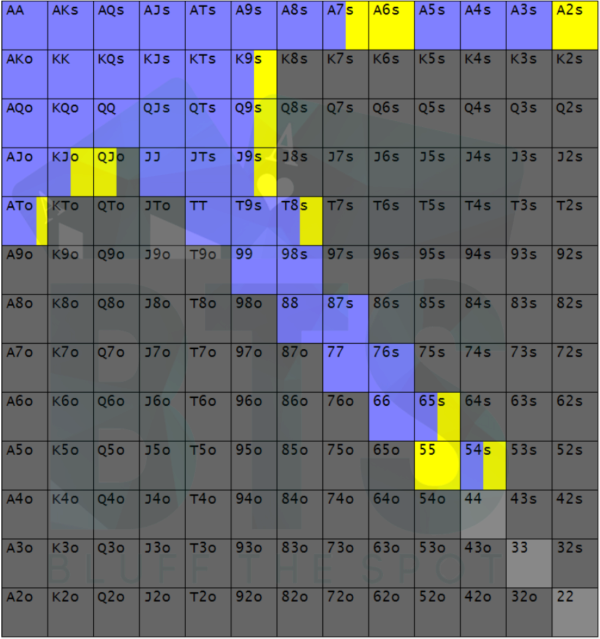 AA AKs AQs AJs ATs A9s A8s A7s A6s A5s A4s A3s A2s
AKo KK KQs KJs KTs K9s K8s K7s K6s K5s K4s K3s K2s
AQo KQo QQ QJs QTs Q9s Q8s Q7s Q6s Q5s Q4s Q3s Q2s
AJo KJo QJo JJ JTs J9s J8s J7s J6s J5s J4s J3s J2s
ATo KTo QTo JTo TT T9s T8s T7s T6s T5s T4s T3s T2s
A9o K9o Q9o J9o T9o 99 98s 97s 96s 95s 94s 93s 92s
A8o K8o Q8o J8o T8o 98o 88 87s 86s 85s 84s 83s 82s
A7o K7o Q7o J7o T7o 97o 87o 77 76s 75s 74s 73s 72s
A6o K6o Q6o J6o T6o 96o 86o 76o 66 65s 64s 63s 62s
A5o K5o Q5o J5o T5o 95o 85o 75o 65o 55 54s 53s 52s
A4o K4o Q4o J4o T4o 94o 84o 74o 64o 54o 44 43s 42s
A3o K3o Q3o J3o T3o 93o 83o 73o 63o 53o 43o 33 32s
A2o K2o Q2o J2o T2o 92o 82o 72o 62o 52o 42o 32o 22
BTS
BLUFF THE SPOT